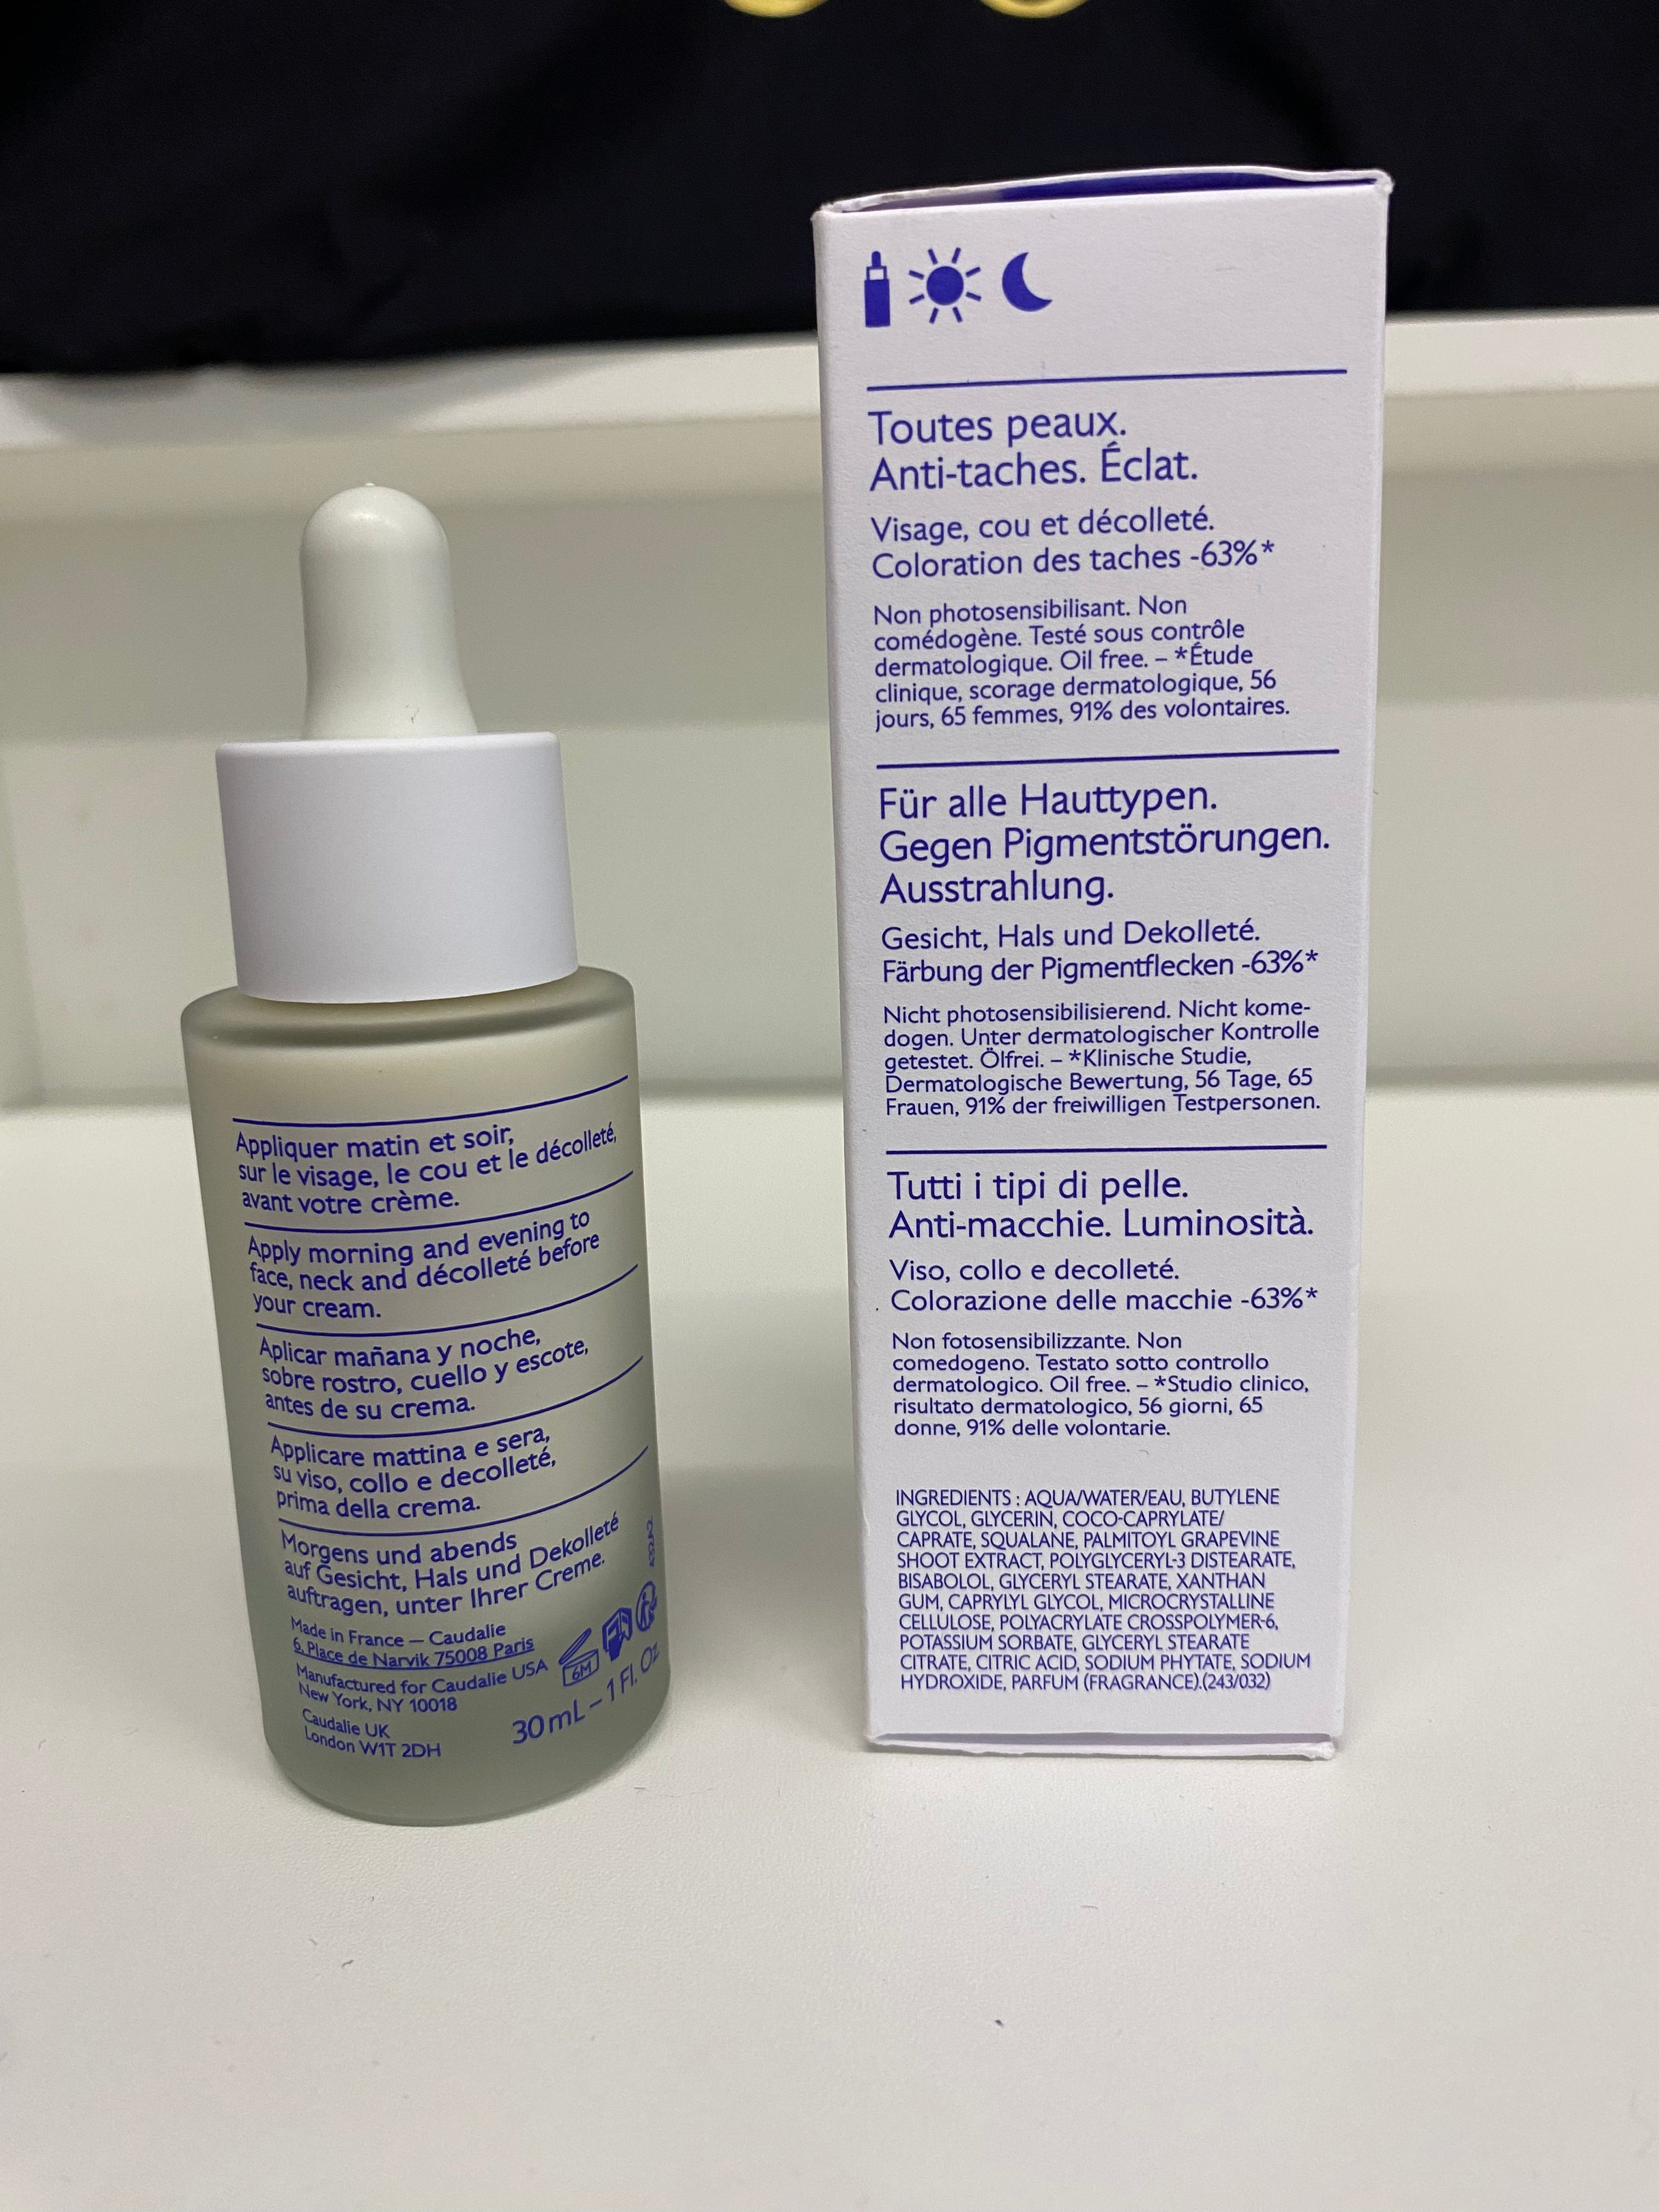 Appliquer matin et soir,
sur le visage, le cou et le décolleté,
avant votre crème.
Apply morning and evening to
face, neck and décolleté before
your cream.
Aplicar mañana y noche,
sobre rostro, cuello y escote,
antes de su crema.
Applicare mattina e sera,
su viso, collo e decolleté,
prima della crema.
Morgens und abends
auf Gesicht, Hals und Dekolleté
auftragen, unter Ihrer Creme.
Made in France — Caudalie
6, Place de Narvik 75008 Paris
Manufactured for Caudalie USA
New York, NY 10018
Caudalie UK
London W1T 2DH
6M
30 mL – 1 Fl. Oz
Toutes peaux.
Anti-taches. Éclat.
Visage, cou et décolleté.
Coloration des taches -63%*
Non photosensibilisant. Non
comédogène. Testé sous contrôle
dermatologique. Oil free. – *Étude
clinique, scorage dermatologique, 56
jours, 65 femmes, 91% des volontaires.
Für alle Hauttypen.
Gegen Pigmentstörungen.
Ausstrahlung.
Gesicht, Hals und Dekolleté.
Färbung der Pigmentflecken -63%*
Nicht photosensibilisierend. Nicht kome-
dogen. Unter dermatologischer Kontrolle
getestet. Ölfrei. – *Klinische Studie,
Dermatologische Bewertung, 56 Tage, 65
Frauen, 91% der freiwilligen Testpersonen.
Tutti i tipi di pelle.
Anti-macchie. Luminosità.
Viso, collo e decolleté.
Colorazione delle macchie -63%*
Non fotosensibilizzante. Non
comedogeno. Testato sotto controllo
dermatologico. Oil free. – *Studio clinico,
risultato dermatologico, 56 giorni, 65
donne, 91% delle volontarie.
INGREDIENTS : AQUA/WATER/EAU, BUTYLENE
GLYCOL, GLYCERIN, COCO-CAPRYLATE/
CAPRATE, SQUALANE, PALMITOYL GRAPEVINE
SHOOT EXTRACT, POLYGLYCERYL-3 DISTEARATE,
BISABOLOL, GLYCERYL STEARATE, XANTHAN
GUM, CAPRYLYL GLYCOL, MICROCRYSTALLINE
CELLULOSE, POLYACRYLATE CROSSPOLYMER-6,
POTASSIUM SORBATE, GLYCERYL STEARATE
CITRATE, CITRIC ACID, SODIUM PHYTATE, SODIUM
HYDROXIDE, PARFUM (FRAGRANCE).(243/032)